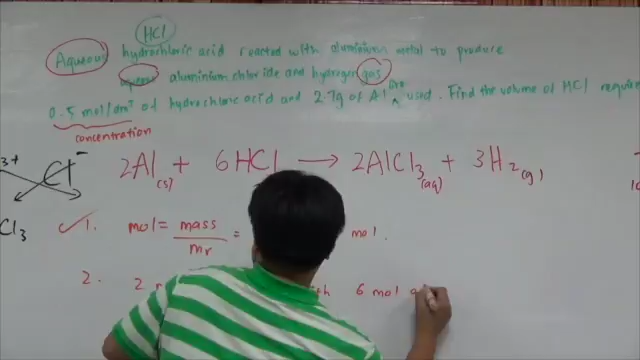 HCl
Aqueous hydrochloric acid reacted with aluminium metal to produce
aqueous aluminium chloride and hydrogen gas
0.5 mol/dm³ of hydrochloric acid and 2.7g of Al are used. Find the volume of HCl require
concentration
3+ Cl⁻
2Al(s) + 6HCl → 2AlCl₃(aq) + 3H₂(g)
Cl₃
1. mol = mass/mr = mol.
2. 2 6 mol